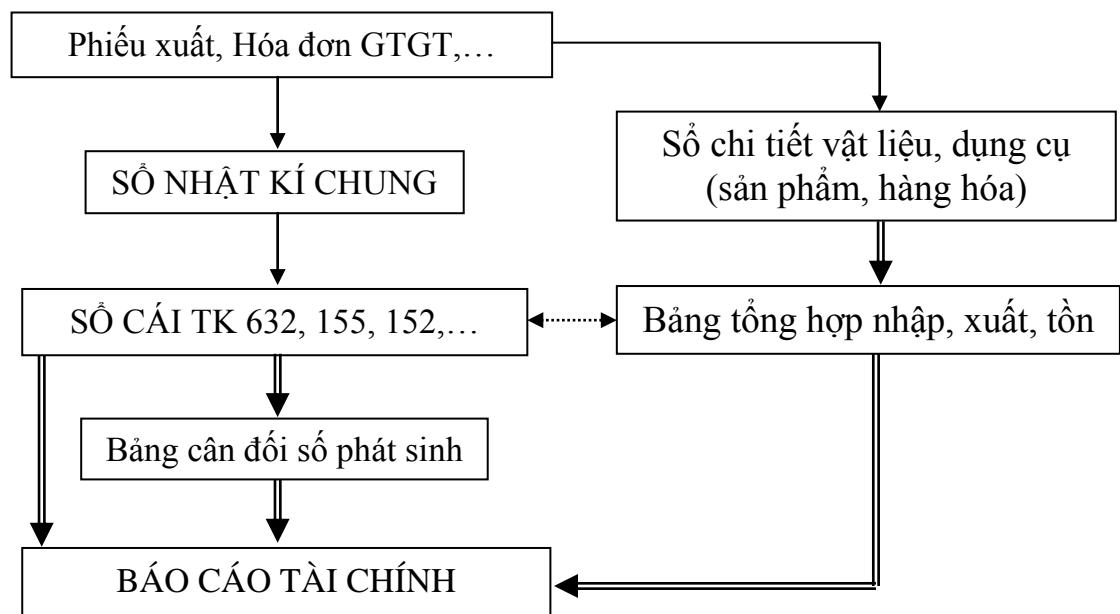 Phiếu xuất, Hóa đơn GTGT,…
Sổ chi tiết vật liệu, dụng cụ
(sản phẩm, hàng hóa)
SỔ NHẬT KÍ CHUNG
SỔ CÁI TK 632, 155, 152,…
Bảng tổng hợp nhập, xuất, tồn
Bảng cân đối số phát sinh
BÁO CÁO TÀI CHÍNH